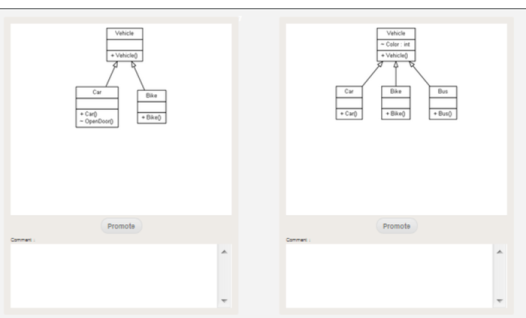 Vehicle
+ Vehicle()
Car
+ Car()
~ OpenDoor()
Bike
+ Bike()
Promote
Comment :
Vehicle
~ Color : int
+ Vehicle()
Car
+ Car()
Bike
+ Bike()
Bus
+ Bus()
Promote
Comment :